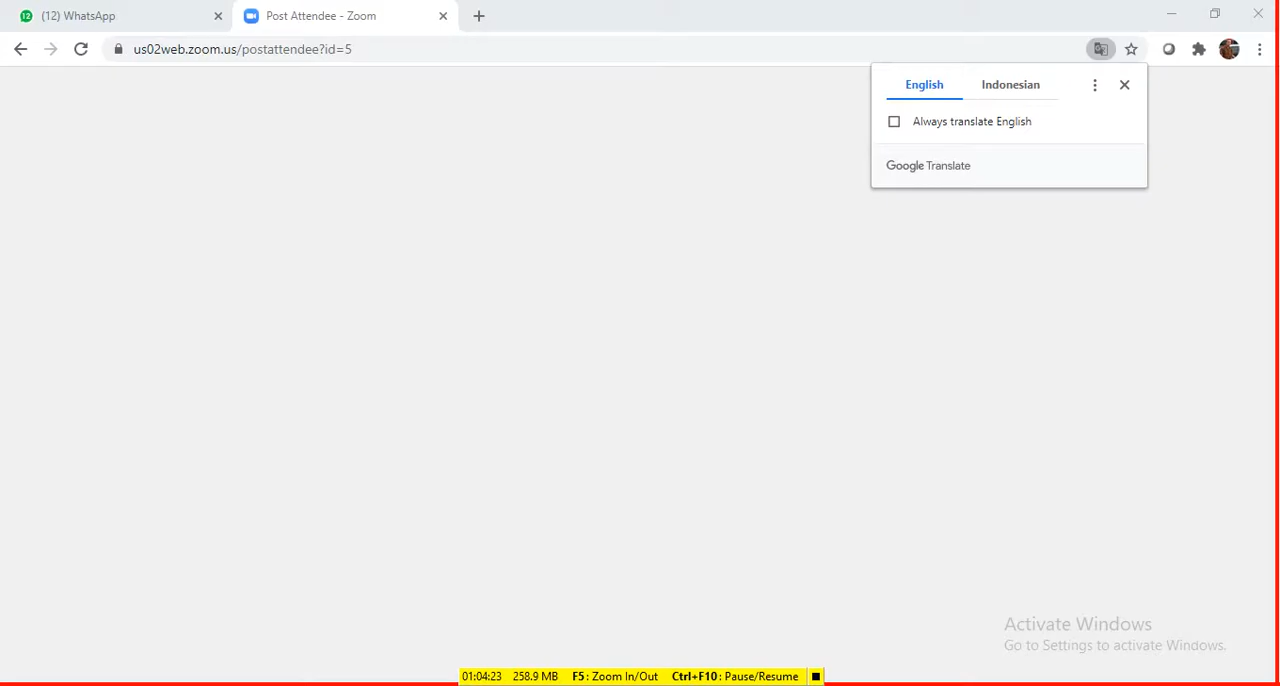 12 (12) WhatsApp
Post Attendee - Zoom
us02web.zoom.us/postattendee?id=5
English Indonesian
Always translate English
Google Translate
Activate Windows
Go to Settings to activate Windows.
01:04:23 258.9 MB F5: Zoom In/Out Ctrl+F10: Pause/Resume